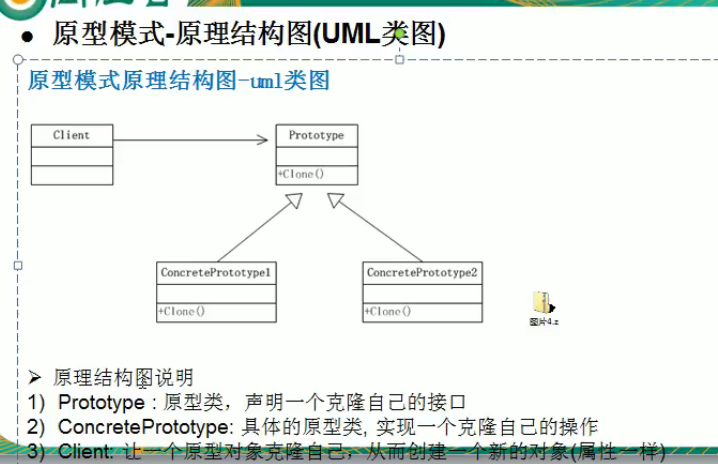 ● 原型模式-原理结构图(UML类图)
原型模式原理结构图-uml类图
Client
Prototype
+Clone()
ConcretePrototype1
ConcretePrototype2
+Clone()
+Clone()
图片4.z
➢ 原理结构图说明
1) Prototype : 原型类，声明一个克隆自己的接口
2) ConcretePrototype: 具体的原型类, 实现一个克隆自己的操作
3) Client: 让一个原型对象克隆自己，从而创建一个新的对象(属性一样)